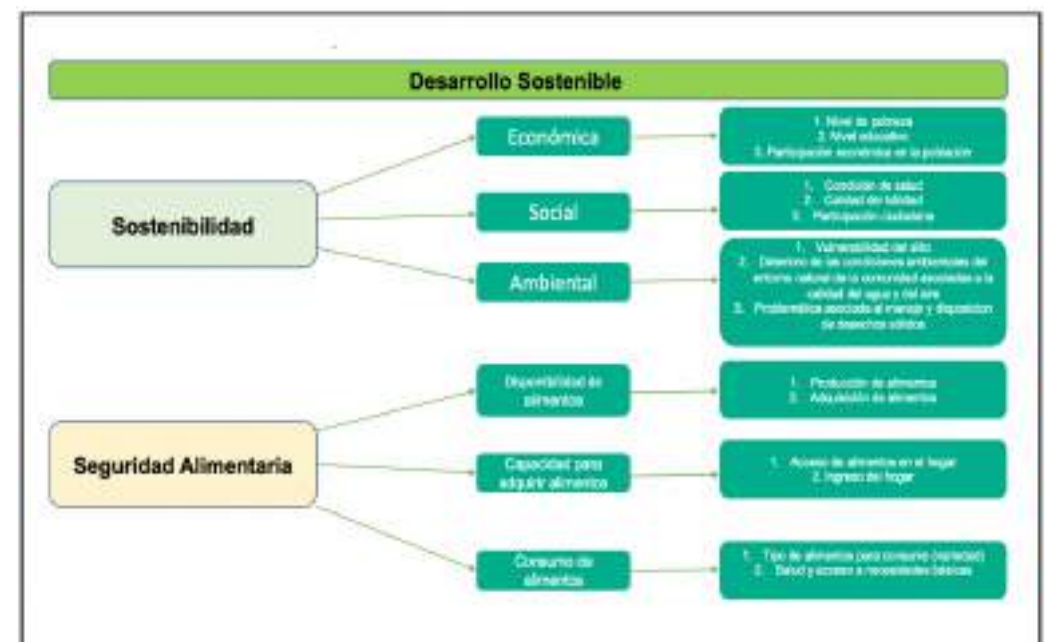 Desarrollo Sostenible
Sostenibilidad
Económica
1. Nivel de pobreza
2. Nivel educativo
3. Participación económica en la población
Social
1. Condición de salud
2. Calidad del hábitad
3. Participación ciudadana
Ambiental
1. Vulnerabilidad del sitio
2. Deterioro de las condiciones ambientales del
entorno natural de la comunidad asociadas a la
calidad del agua y del aire
3. Problemática asociada al manejo y disposición
de desechos sólidos
Seguridad Alimentaria
Disponibilidad de
alimentos
1. Producción de alimentos
2. Adquisición de alimentos
Capacidad para
adquirir alimentos
1. Acceso de alimentos en el hogar
2. Ingreso del hogar
Consumo de
alimentos
1. Tipo de alimentos para consumo
2. Salud y acceso a necesidades básicas